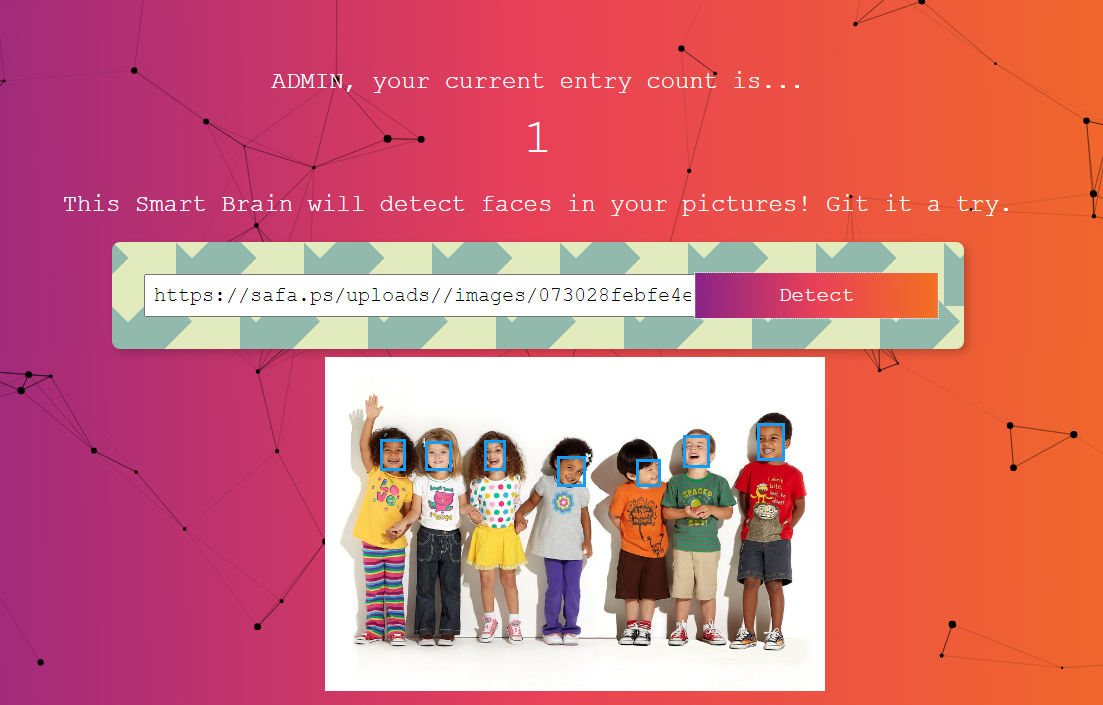 ADMIN, your current entry count is...
1
This Smart Brain will detect faces in your pictures! Git it a try.
https://safa.ps/uploads//images/073028febfe4e
Detect